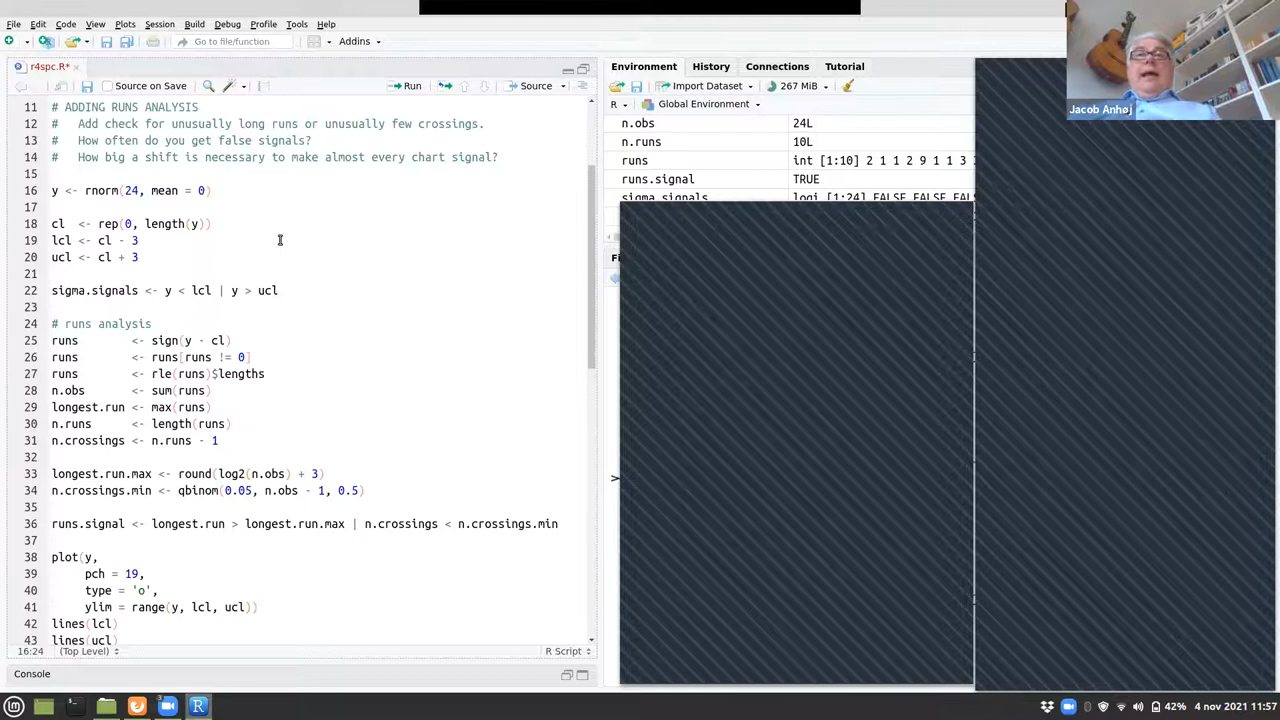 File Edit Code View Plots Session Build Debug Profile Tools Help
Go to file/function Addins
r4spc.R*
Source on Save Run Source
11 # ADDING RUNS ANALYSIS
12 #   Add check for unusually long runs or unusually few crossings.
13 #   How often do you get false signals?
14 #   How big a shift is necessary to make almost every chart signal?
15
16 y <- rnorm(24, mean = 0)
17
18 cl  <- rep(0, length(y))
19 lcl <- cl - 3
20 ucl <- cl + 3
21
22 sigma.signals <- y < lcl | y > ucl
23
24 # runs analysis
25 runs        <- sign(y - cl)
26 runs        <- runs[runs != 0]
27 runs        <- rle(runs)$lengths
28 n.obs       <- sum(runs)
29 longest.run <- max(runs)
30 n.runs      <- length(runs)
31 n.crossings <- n.runs - 1
32
33 longest.run.max <- round(log2(n.obs) + 3)
34 n.crossings.min <- qbinom(0.05, n.obs - 1, 0.5)
35
36 runs.signal <- longest.run > longest.run.max | n.crossings < n.crossings.min
37
38 plot(y,
39      pch = 19,
40      type = 'o',
41      ylim = range(y, lcl, ucl))
42 lines(lcl)
43 lines(ucl)
16:24 (Top Level) R Script
Console
Environment History Connections Tutorial
Import Dataset 267 MiB
R Global Environment
n.obs 24L
n.runs 10L
runs int [1:10] 2 1 1 2 9 1 1 3
runs.signal TRUE
sigma.signals logi [1:24] FALSE FALSE FALS
Fi
>
Jacob Anhøj
42% 4 nov 2021 11:57